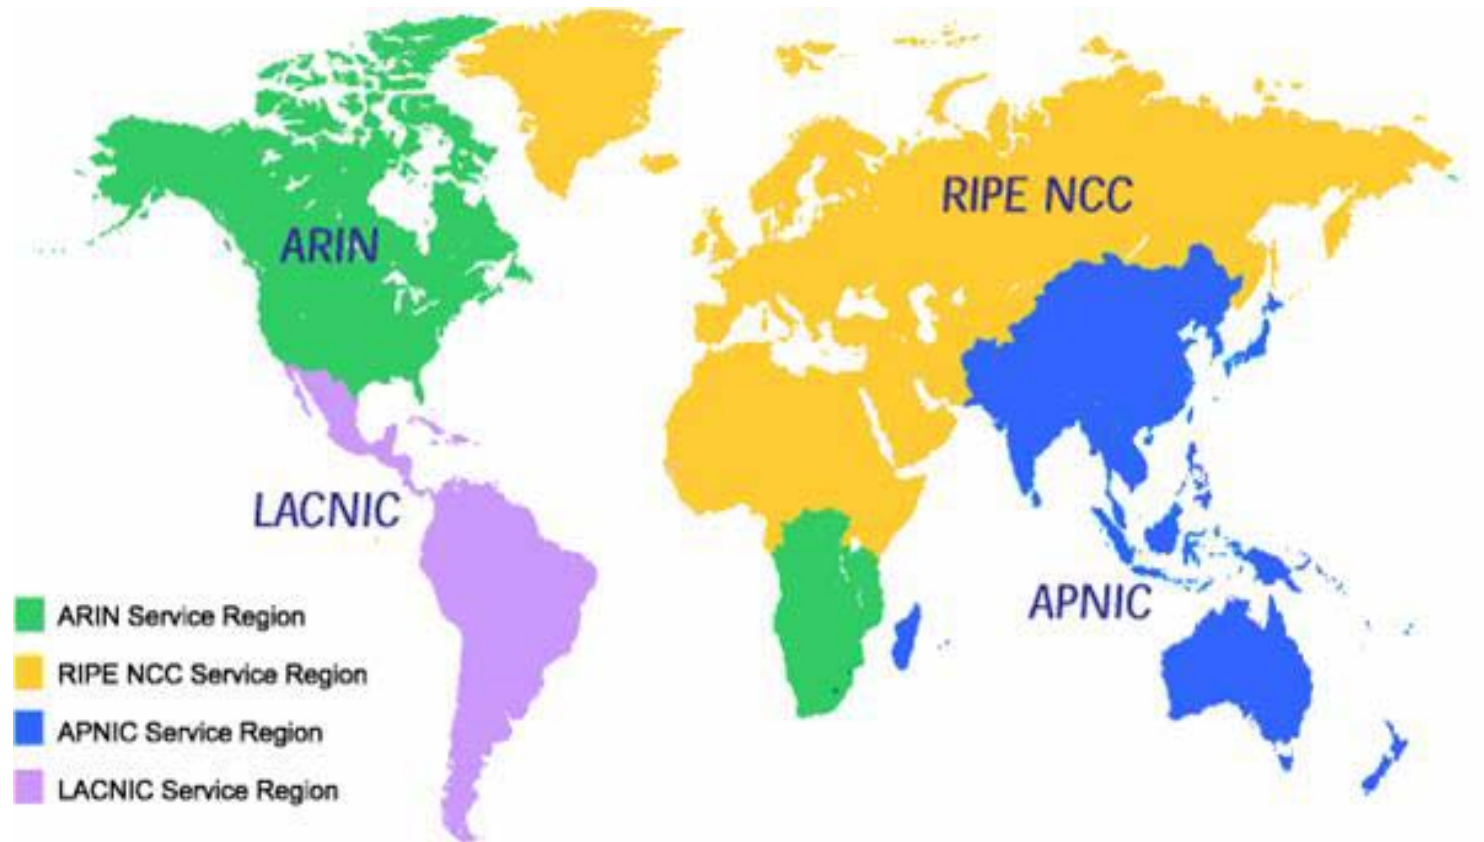 RIPE NCC
ARIN
LACNIC
APNIC
ARIN Service Region
RIPE NCC Service Region
APNIC Service Region
LACNIC Service Region